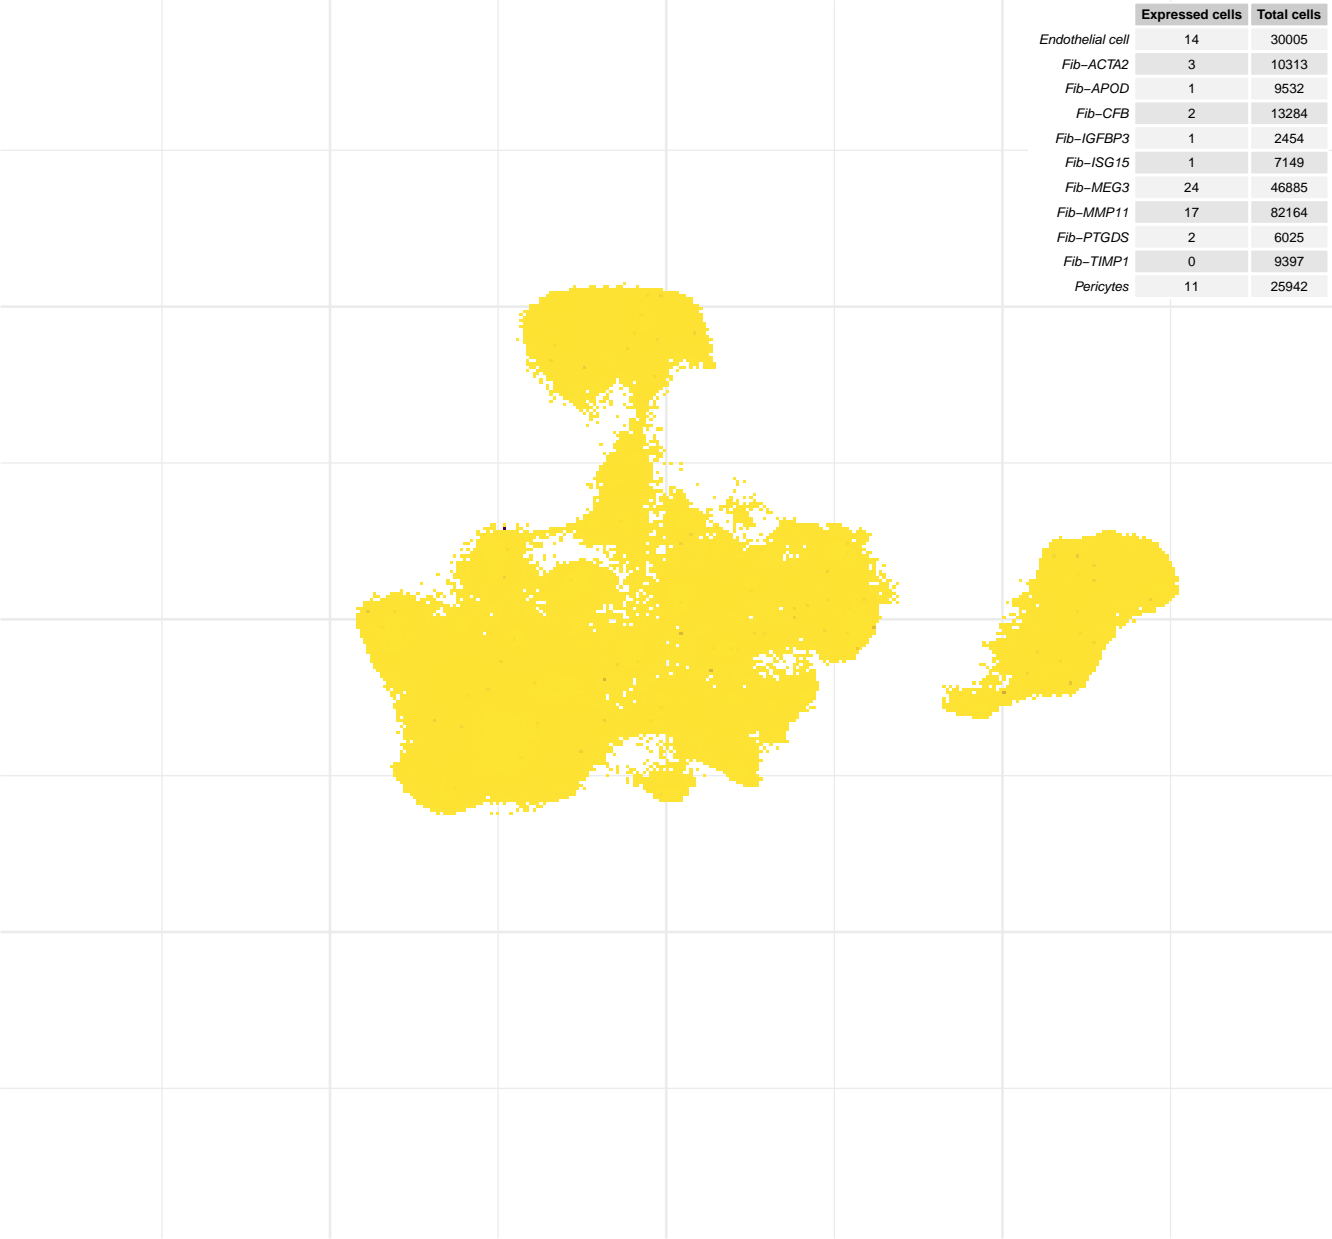 Expressed cells Total cells
Endothelial cell 14 30005
Fib−ACTA2 3 10313
Fib−APOD 1 9532
Fib−CFB 2 13284
Fib−IGFBP3 1 2454
Fib−ISG15 1 7149
Fib−MEG3 24 46885
Fib−MMP11 17 82164
Fib−PTGDS 2 6025
Fib−TIMP1 0 9397
Pericytes 11 25942